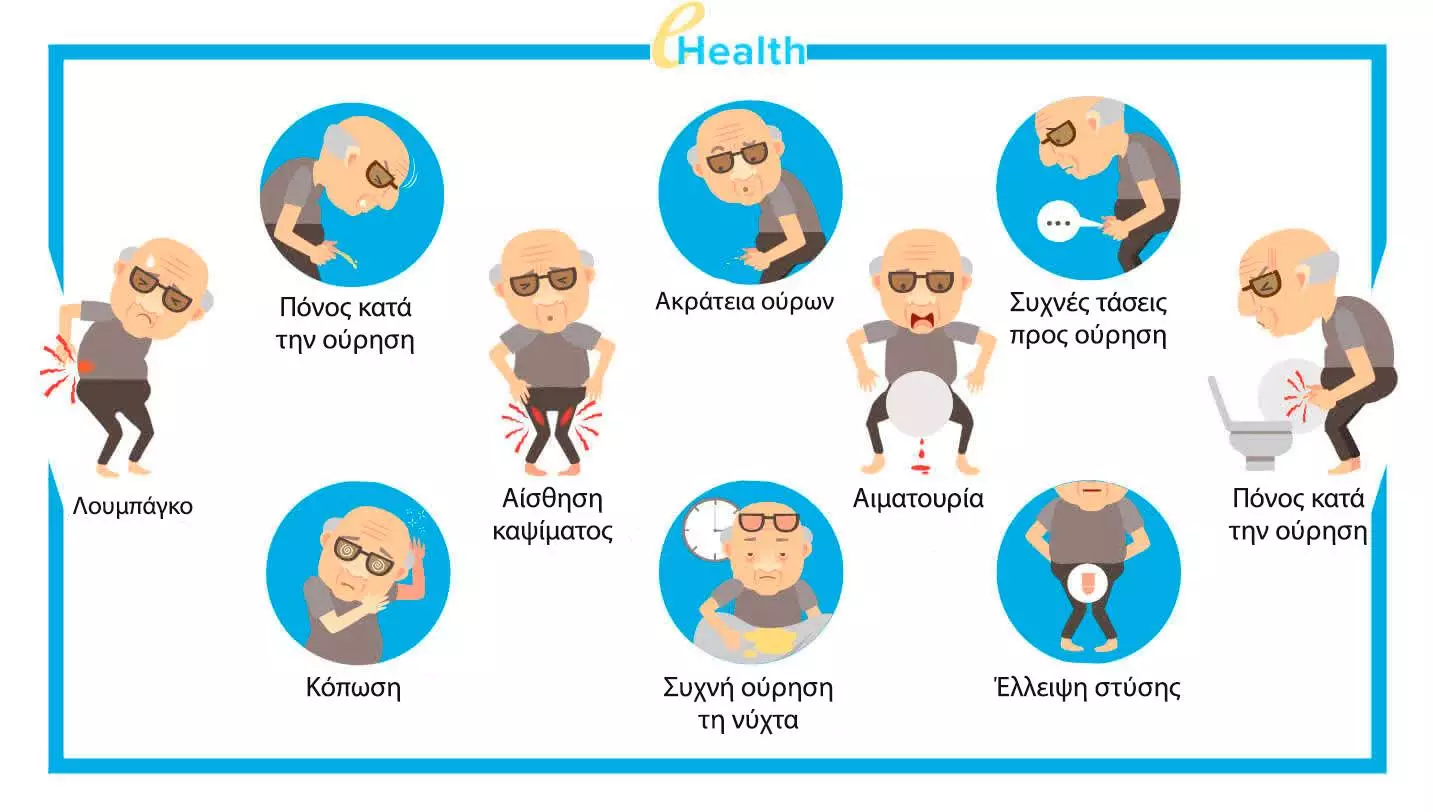 eHealth
Πόνος κατά
την ούρηση
Ακράτεια ούρων
Συχνές τάσεις
προς ούρηση
Λουμπάγκο
Αίσθηση
καψίματος
Αιματουρία
Πόνος κατά
την ούρηση
Κόπωση
Συχνή ούρηση
τη νύχτα
Έλλειψη στύσης